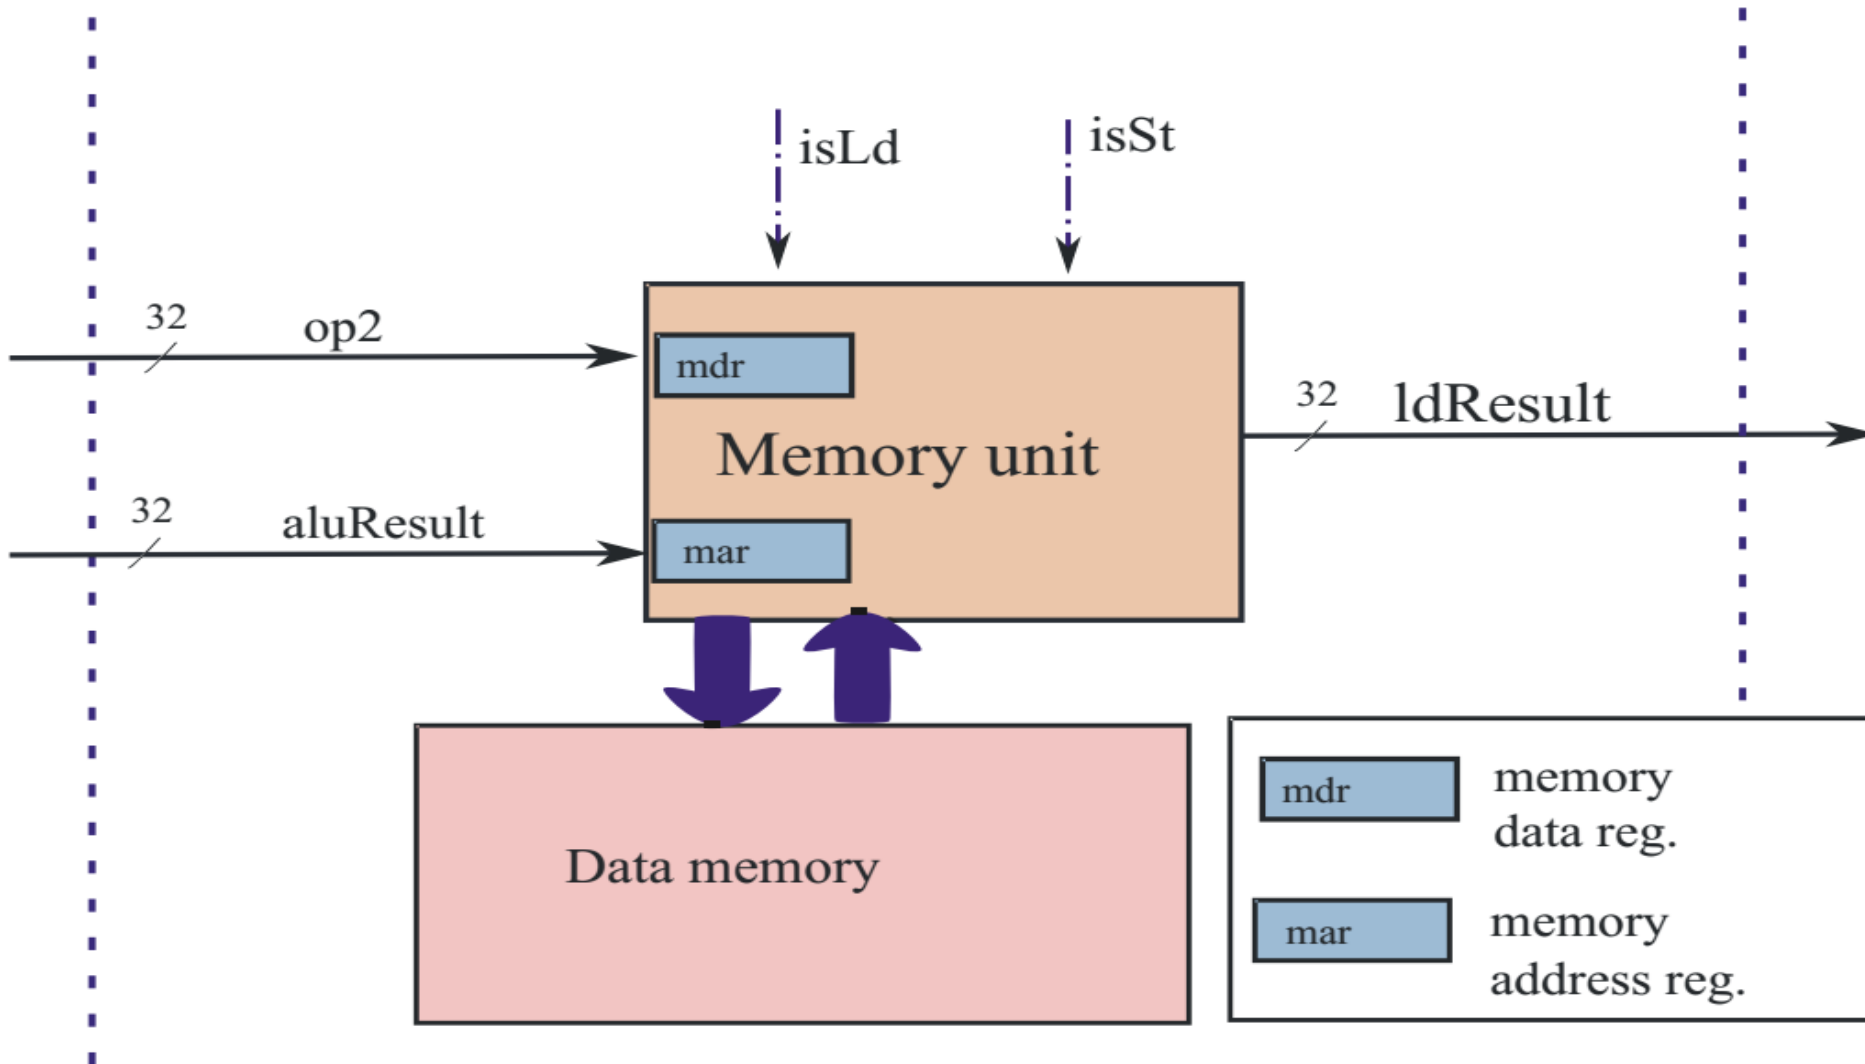 isLd
isSt
32
op2
mdr
32
ldResult
Memory unit
32
aluResult
mar
Data memory
mdr
memory
data reg.
mar
memory
address reg.